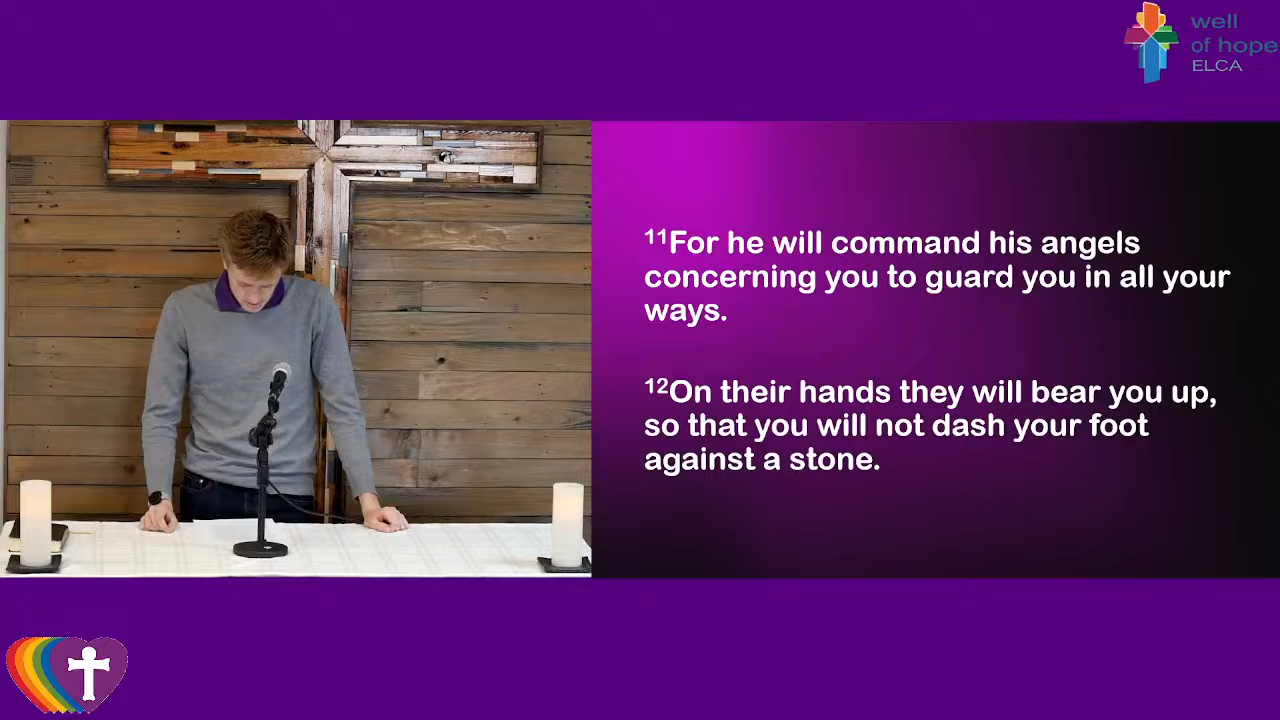 well
of hope
ELCA
¹¹For he will command his angels
concerning you to guard you in all your
ways.
¹²On their hands they will bear you up,
so that you will not dash your foot
against a stone.